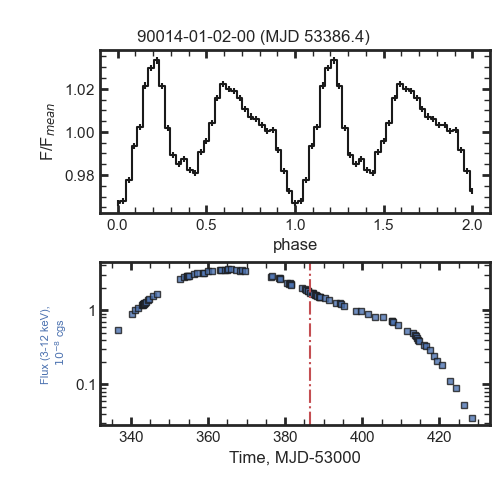 90014-01-02-00 (MJD 53386.4)
F/F_mean
1.02
1.00
0.98
0.0 0.5 1.0 1.5 2.0
phase
Flux (3-12 keV),
10⁻⁸ cgs
1
0.1
340 360 380 400 420
Time, MJD-53000